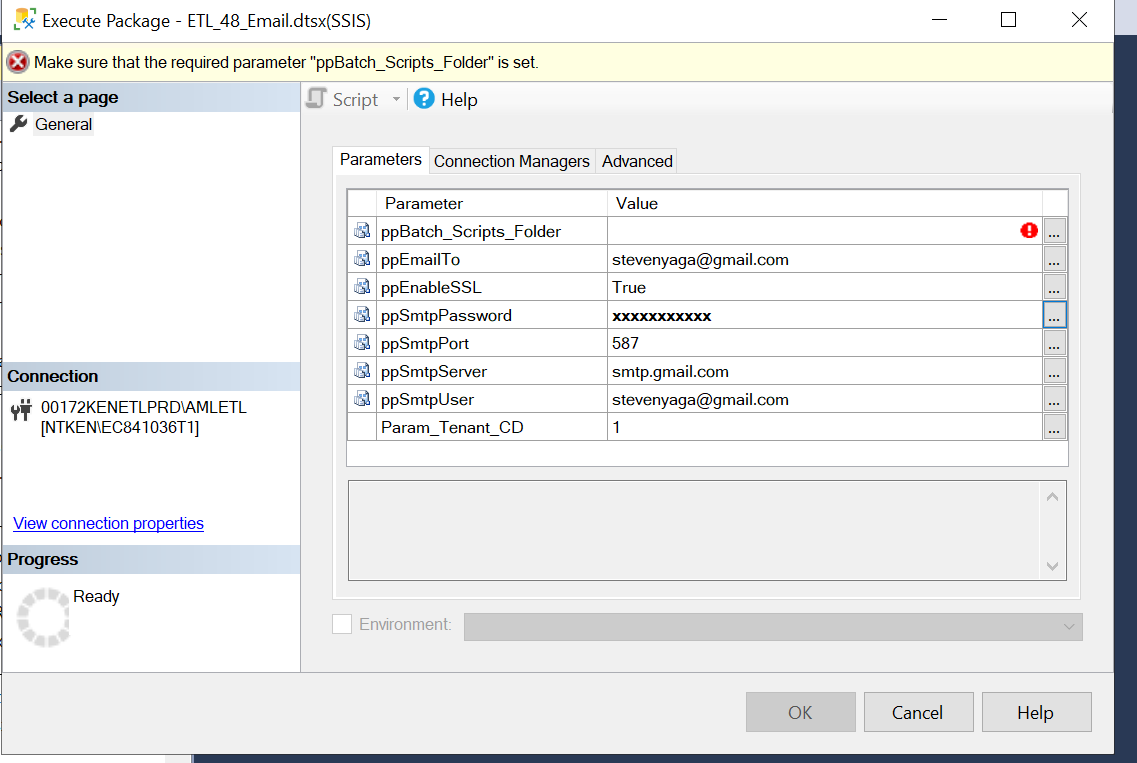 Execute Package - ETL_48_Email.dtsx(SSIS)
Make sure that the required parameter "ppBatch_Scripts_Folder" is set.
Select a page
General
Script
Help
Parameters
Connection Managers
Advanced
Parameter Value
ppBatch_Scripts_Folder ...
ppEmailTo stevenyaga@gmail.com ...
ppEnableSSL True ...
ppSmtpPassword xxxxxxxxxxx ...
ppSmtpPort 587 ...
ppSmtpServer smtp.gmail.com ...
ppSmtpUser stevenyaga@gmail.com ...
Param_Tenant_CD 1 ...
Connection
00172KENETLPRD\AMLETL
[NTKEN\EC841036T1]
View connection properties
Progress
Ready
Environment:
OK
Cancel
Help